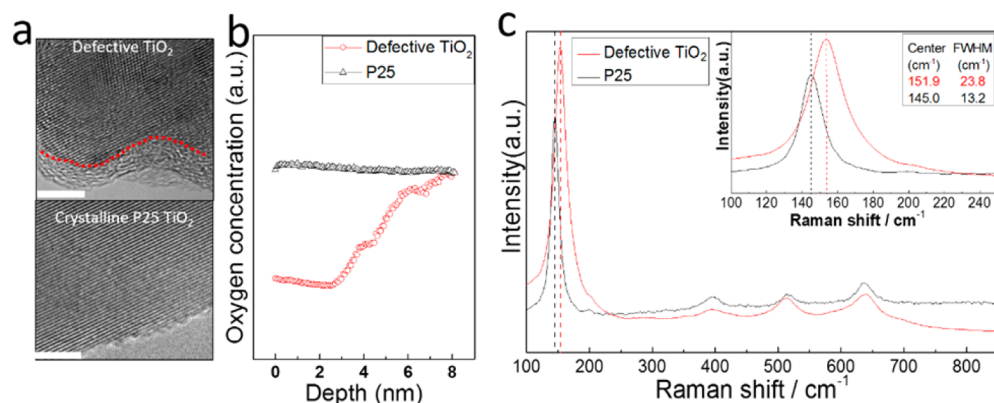 a
Defective TiO₂
Crystalline P25 TiO₂
b
Oxygen concentration (a.u.)
Defective TiO₂
P25
0 2 4 6 8
Depth (nm)
c
Intensity(a.u.)
Defective TiO₂
P25
100 200 300 400 500 600 700 800
Raman shift / cm⁻¹
Intensity(a.u.)
Center FWHM
(cm⁻¹) (cm⁻¹)
151.9 23.8
145.0 13.2
100 120 140 160 180 200 220 240
Raman shift / cm⁻¹